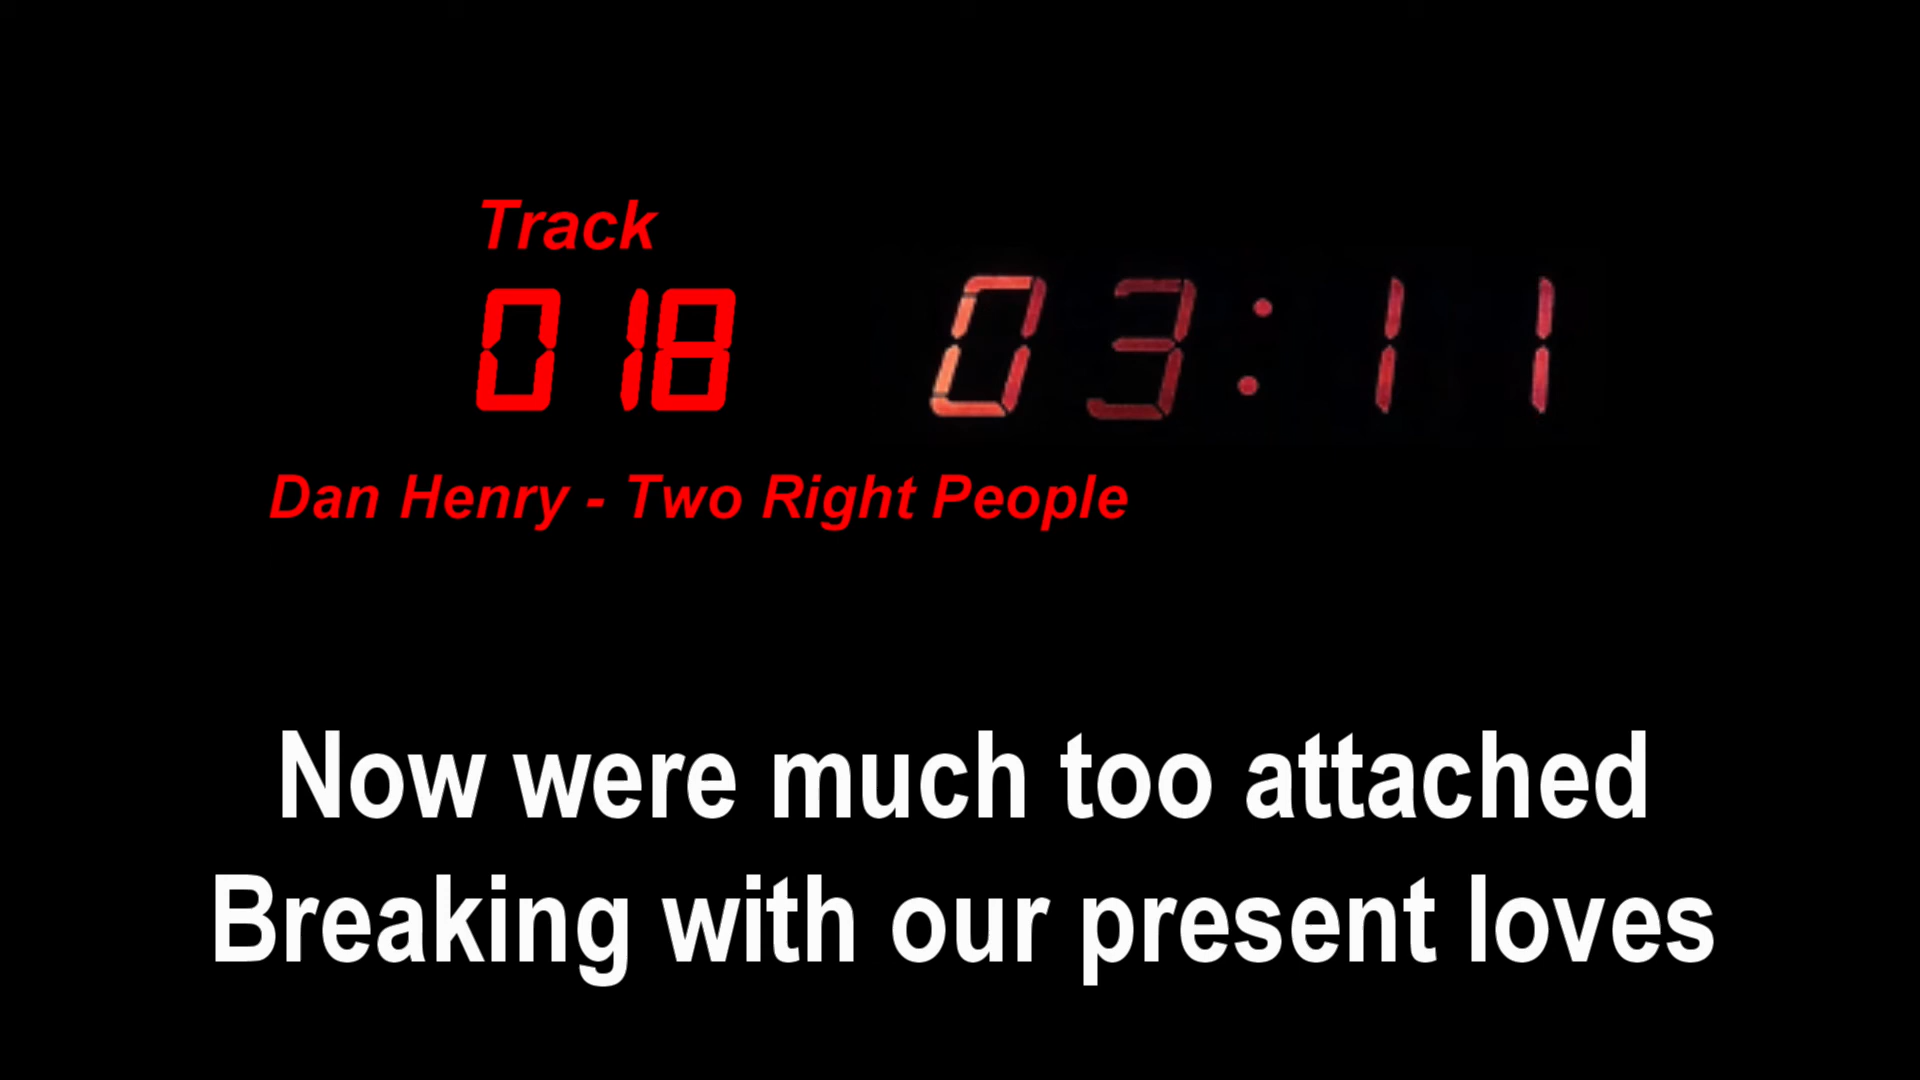 Track
018 03:11
Dan Henry - Two Right People
Now were much too attached
Breaking with our present loves